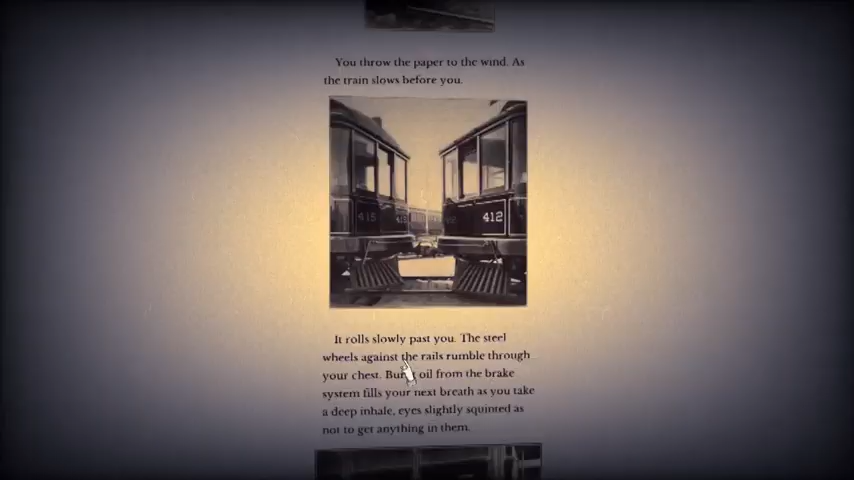 You throw the paper to the wind. As
the train slows before you.
415
412
It rolls slowly past you. The steel
wheels against the rails rumble through
your chest. oil from the brake
system fills your next breath as you take
a deep inhale, eyes slightly squinted as
not to get anything in them.